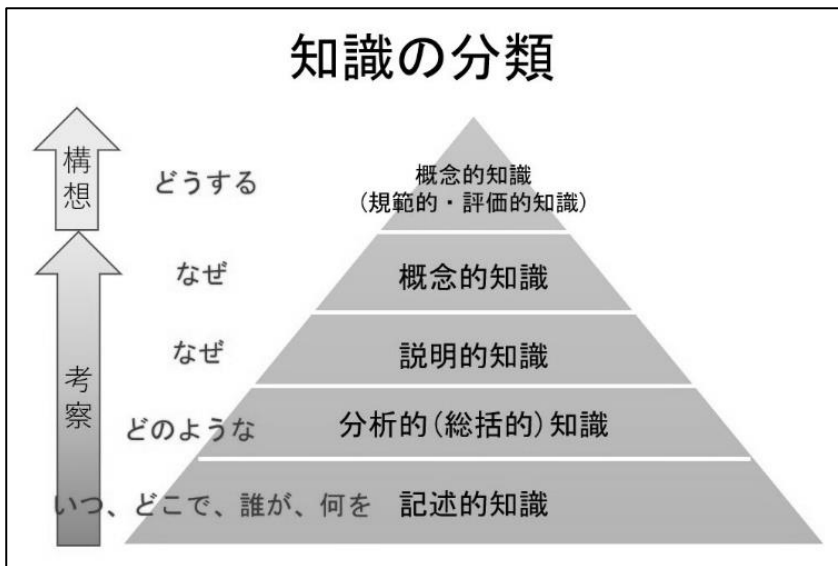 知識の分類
構想
どうする
概念的知識
(規範的・評価的知識)
なぜ
概念的知識
なぜ
説明的知識
考察
どのような
分析的(総括的)知識
いつ、どこで、誰が、何を
記述的知識